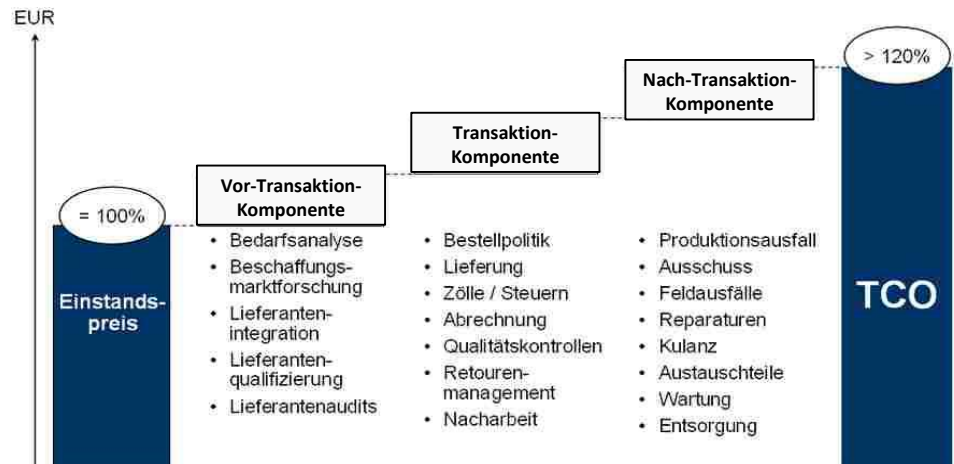 EUR
= 100%
Einstands-
preis
Vor-Transaktion-
Komponente
• Bedarfsanalyse
• Beschaffungs-
marktforschung
• Lieferanten-
integration
• Lieferanten-
qualifizierung
• Lieferantenaudits
Transaktion-
Komponente
• Bestellpolitik
• Lieferung
• Zölle / Steuern
• Abrechnung
• Qualitätskontrollen
• Retouren-
management
• Nacharbeit
Nach-Transaktion-
Komponente
• Produktionsausfall
• Ausschuss
• Feldausfälle
• Reparaturen
• Kulanz
• Austauschteile
• Wartung
• Entsorgung
> 120%
TCO